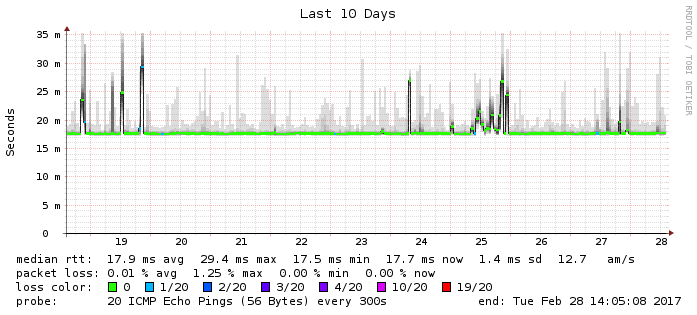 Last 10 Days
RRDTOOL / TOBI OETIKER
Seconds
35 m
30 m
25 m
20 m
15 m
10 m
5 m
0
19 20 21 22 23 24 25 26 27 28
median rtt: 17.9 ms avg 29.4 ms max 17.5 ms min 17.7 ms now 1.4 ms sd 12.7 am/s
packet loss: 0.01 % avg 1.25 % max 0.00 % min 0.00 % now
loss color: 0 1/20 2/20 3/20 4/20 10/20 19/20
probe: 20 ICMP Echo Pings (56 Bytes) every 300s end: Tue Feb 28 14:05:08 2017